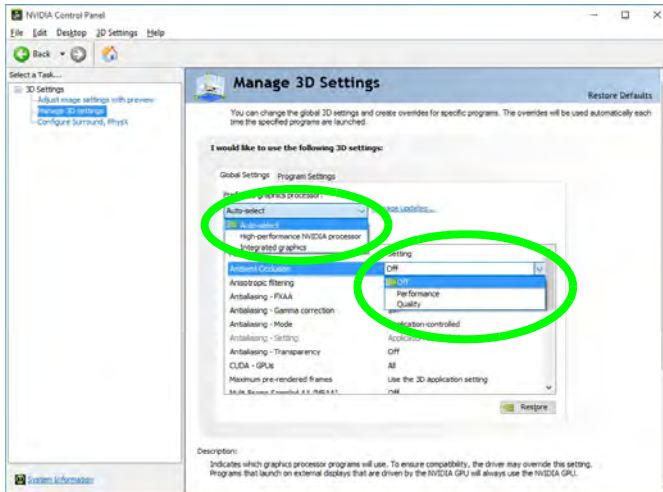 NVIDIA Control Panel
File Edit Desktop 3D Settings Help
Back
Select a Task...
3D Settings
Adjust image settings with preview
Manage 3D settings
Configure Surround, PhysX
System Information
Manage 3D Settings
Restore Defaults
You can change the global 3D settings and create overrides for specific programs. The overrides will be used automatically each
time the specified programs are launched.
I would like to use the following 3D settings:
Global Settings Program Settings
graphics processor:
Auto-select
Auto-select
High-performance NVIDIA processor
Integrated graphics
Setting
Ambient Occlusion Off
Off
Performance
Quality
Anisotropic filtering
Antialiasing - FXAA
Antialiasing - Gamma correction
Antialiasing - Mode Application-controlled
Antialiasing - Setting
Antialiasing - Transparency Off
CUDA - GPUs All
Maximum pre-rendered frames Use the 3D application setting
Restore
Description:
Indicates which graphics processor programs will use. To ensure compatibility, the driver may override this setting.
Programs that launch on external displays that are driven by the NVIDIA GPU will always use the NVIDIA GPU.